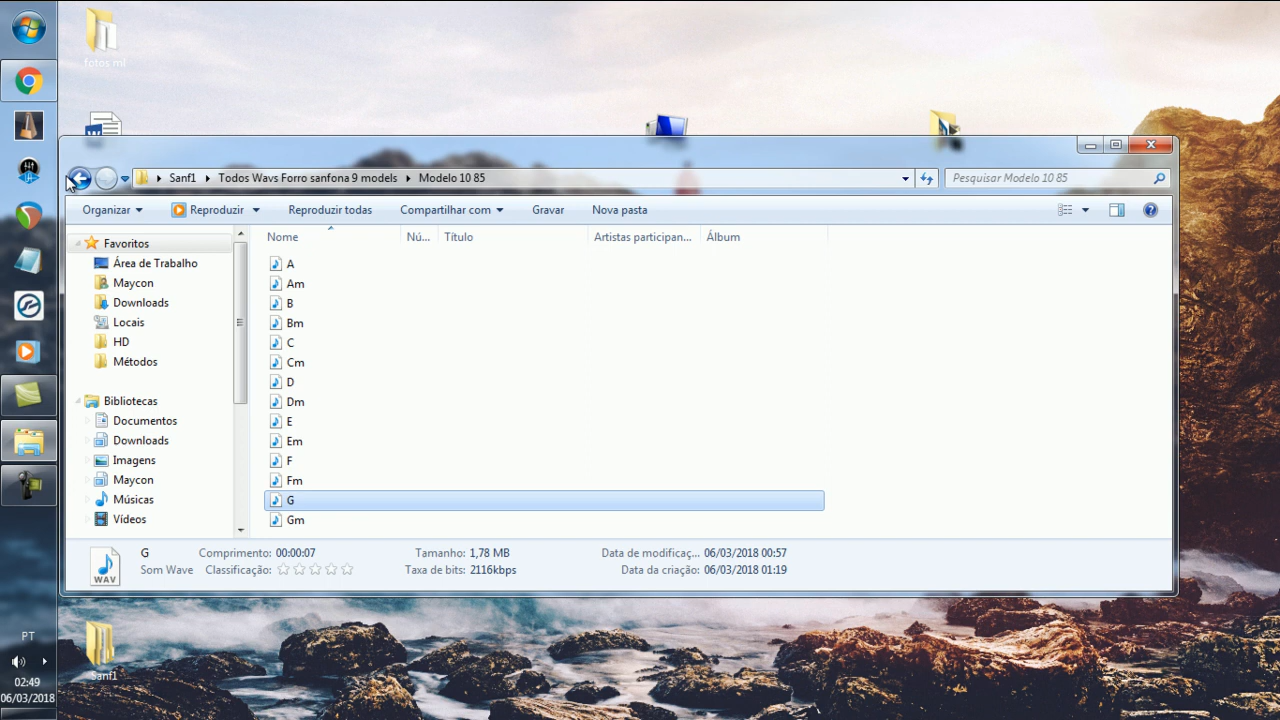 fotos ml
Sanf1 Todos Wavs Forro sanfona 9 models Modelo 10 85
Pesquisar Modelo 10 85
Organizar Reproduzir Reproduzir todas Compartilhar com Gravar Nova pasta
Nome Nú... Título Artistas participan... Álbum
Favoritos
Área de Trabalho
Maycon
Downloads
Locais
HD
Métodos
Bibliotecas
Documentos
Downloads
Imagens
Maycon
Músicas
Vídeos
A
Am
B
Bm
C
Cm
D
Dm
E
Em
F
Fm
G
Gm
G Comprimento: 00:00:07 Tamanho: 1,78 MB Data de modificaç... 06/03/2018 00:57
Som Wave Classificação: Taxa de bits: 2116kbps Data da criação: 06/03/2018 01:19
WAV
Sanf1
PT
02:49
06/03/2018